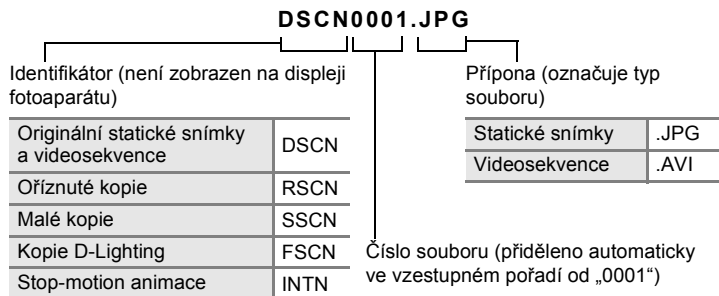 DSCN0001.JPG
Identifikátor (není zobrazen na displeji
fotoaparátu)
Originální statické snímky
a videosekvence
DSCN
Oříznuté kopie
RSCN
Malé kopie
SSCN
Kopie D-Lighting
FSCN
Stop-motion animace
INTN
Přípona (označuje typ
souboru)
Statické snímky
.JPG
Videosekvence
.AVI
Číslo souboru (přiděleno automaticky
ve vzestupném pořadí od „0001“)